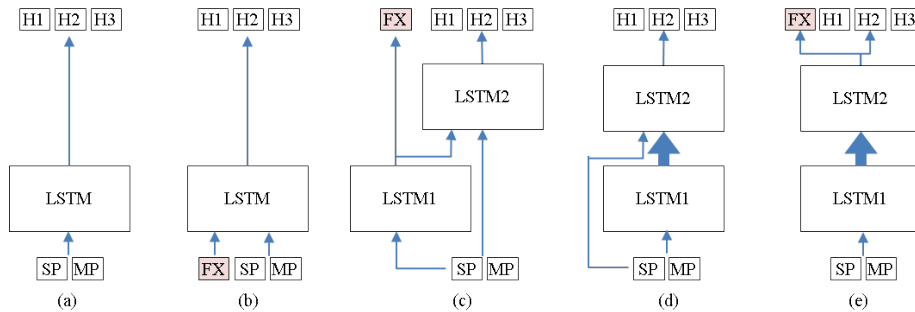 H1 H2 H3
LSTM
SP MP
(a)
H1 H2 H3
LSTM
FX SP MP
(b)
FX H1 H2 H3
LSTM2
LSTM1
SP MP
(c)
H1 H2 H3
LSTM2
LSTM1
SP MP
(d)
FX H1 H2 H3
LSTM2
LSTM1
SP MP
(e)